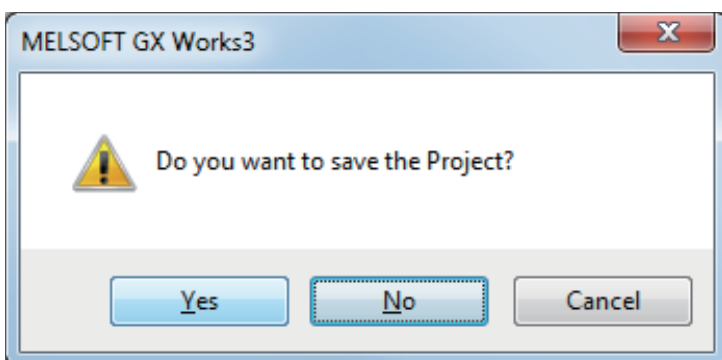 MELSOFT GX Works3
Do you want to save the Project?
Yes No Cancel